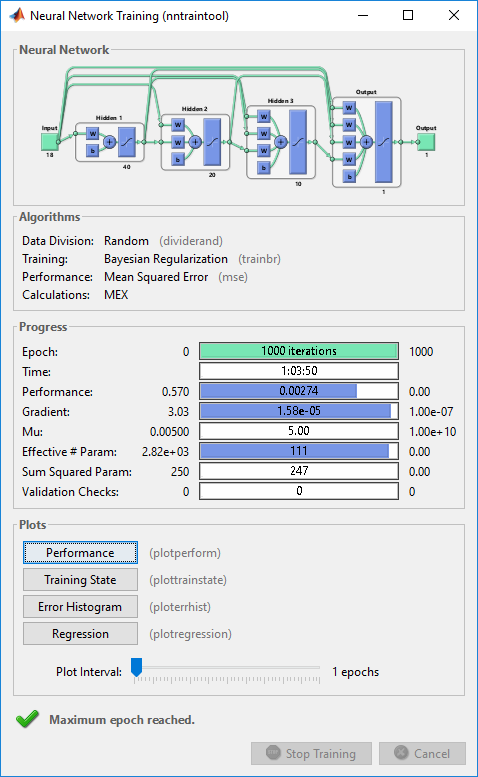 Neural Network Training (nntraintool)
Neural Network
Input
18
Hidden 1
W
b
40
Hidden 2
W
W
b
20
Hidden 3
W
W
W
b
10
Output
W
W
W
W
b
1
Output
1
Algorithms
Data Division: Random (dividerand)
Training: Bayesian Regularization (trainbr)
Performance: Mean Squared Error (mse)
Calculations: MEX
Progress
Epoch: 0 1000 iterations 1000
Time: 1:03:50
Performance: 0.570 0.00274 0.00
Gradient: 3.03 1.58e-05 1.00e-07
Mu: 0.00500 5.00 1.00e+10
Effective # Param: 2.82e+03 111 0.00
Sum Squared Param: 250 247 0.00
Validation Checks: 0 0 0
Plots
Performance (plotperform)
Training State (plottrainstate)
Error Histogram (ploterrhist)
Regression (plotregression)
Plot Interval: 1 epochs
Maximum epoch reached.
Stop Training Cancel